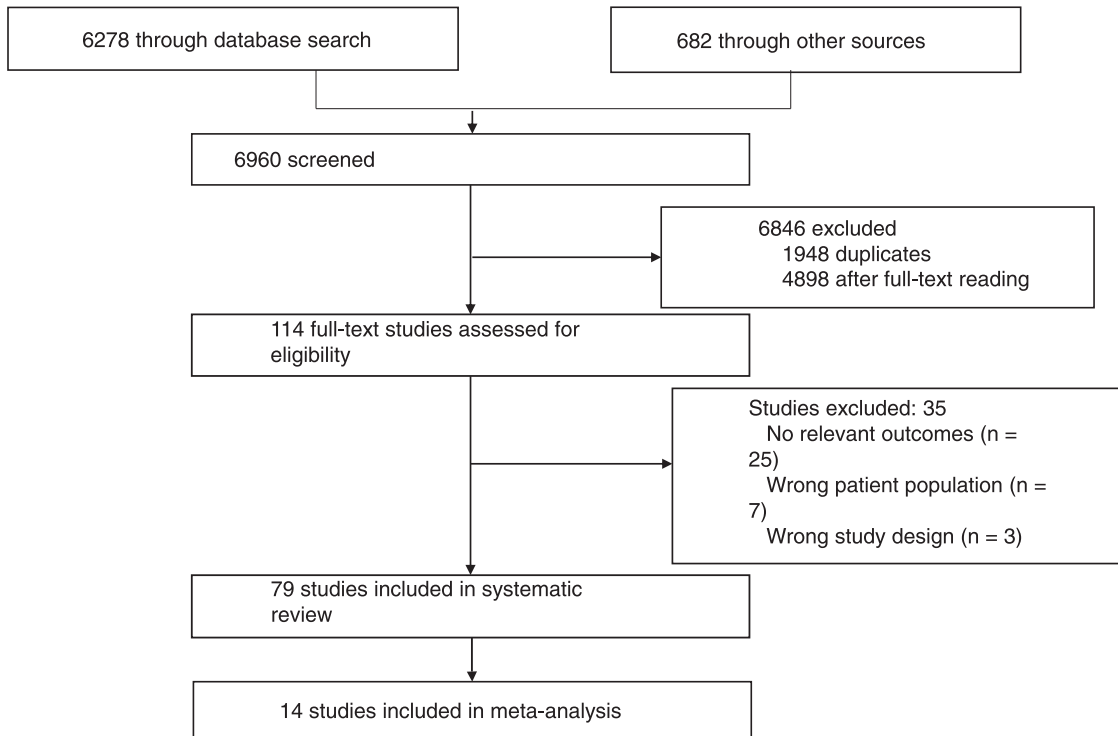 6278 through database search
682 through other sources
6960 screened
6846 excluded
1948 duplicates
4898 after full-text reading
114 full-text studies assessed for
eligibility
Studies excluded: 35
No relevant outcomes (n =
25)
Wrong patient population (n =
7)
Wrong study design (n = 3)
79 studies included in systematic
review
14 studies included in meta-analysis